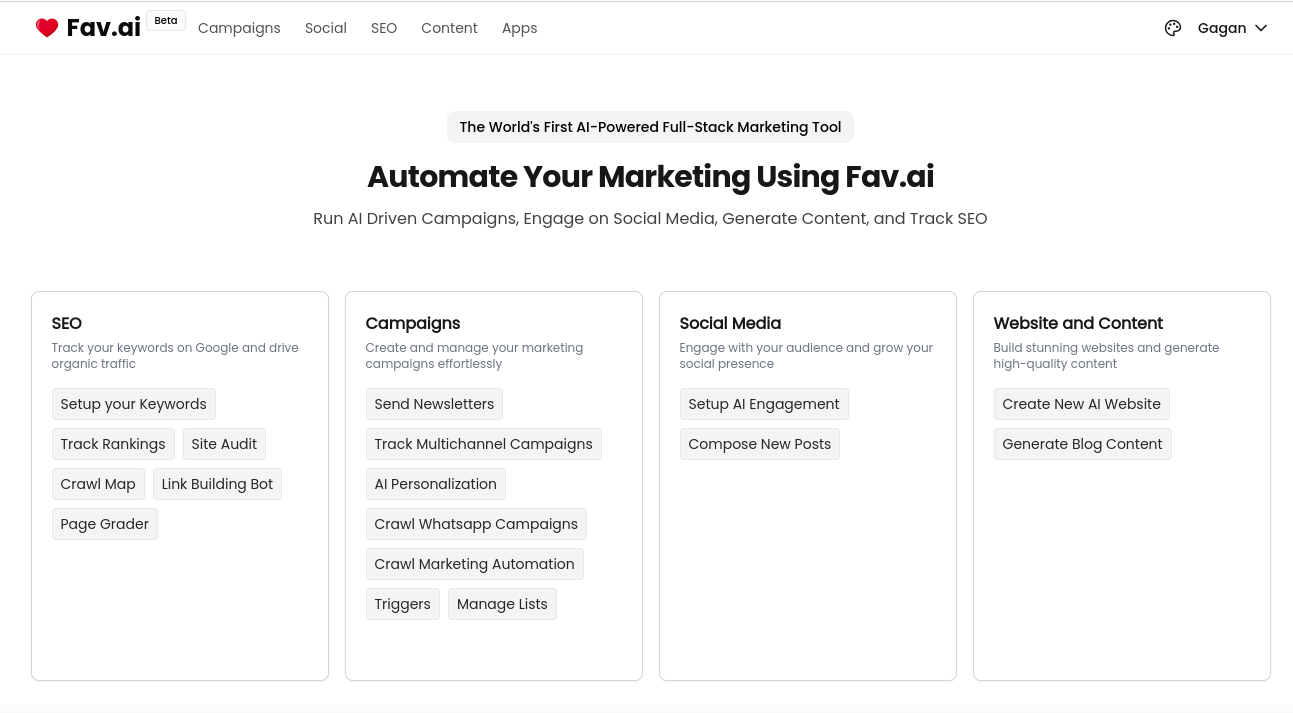 Fav.ai Beta Campaigns Social SEO Content Apps Gagan
The World's First AI-Powered Full-Stack Marketing Tool
Automate Your Marketing Using Fav.ai
Run AI Driven Campaigns, Engage on Social Media, Generate Content, and Track SEO
SEO
Track your keywords on Google and drive
organic traffic
Setup your Keywords
Track Rankings Site Audit
Crawl Map Link Building Bot
Page Grader
Campaigns
Create and manage your marketing
campaigns effortlessly
Send Newsletters
Track Multichannel Campaigns
AI Personalization
Crawl Whatsapp Campaigns
Crawl Marketing Automation
Triggers Manage Lists
Social Media
Engage with your audience and grow your
social presence
Setup AI Engagement
Compose New Posts
Website and Content
Build stunning websites and generate
high-quality content
Create New AI Website
Generate Blog Content